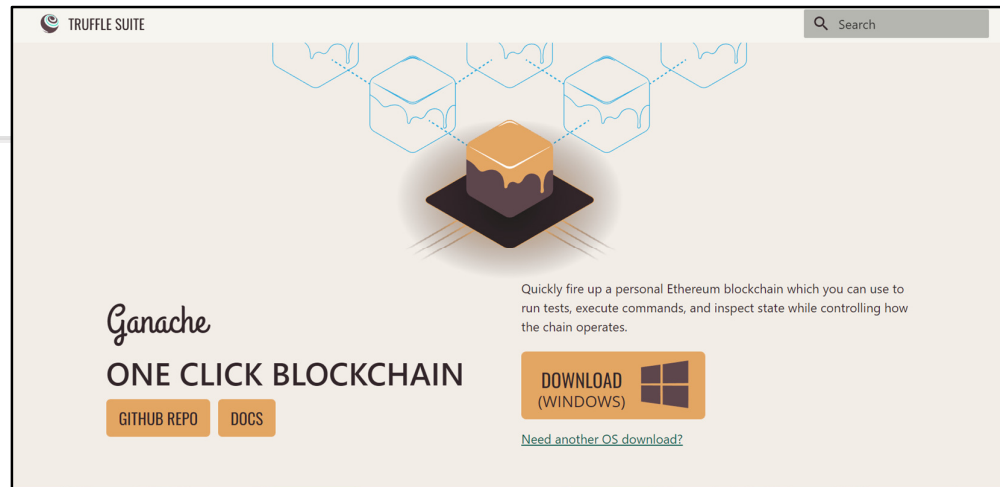 TRUFFLE SUITE
Search
Ganache
ONE CLICK BLOCKCHAIN
GITHUB REPO
DOCS
Quickly fire up a personal Ethereum blockchain which you can use to
run tests, execute commands, and inspect state while controlling how
the chain operates.
DOWNLOAD
(WINDOWS)
Need another OS download?